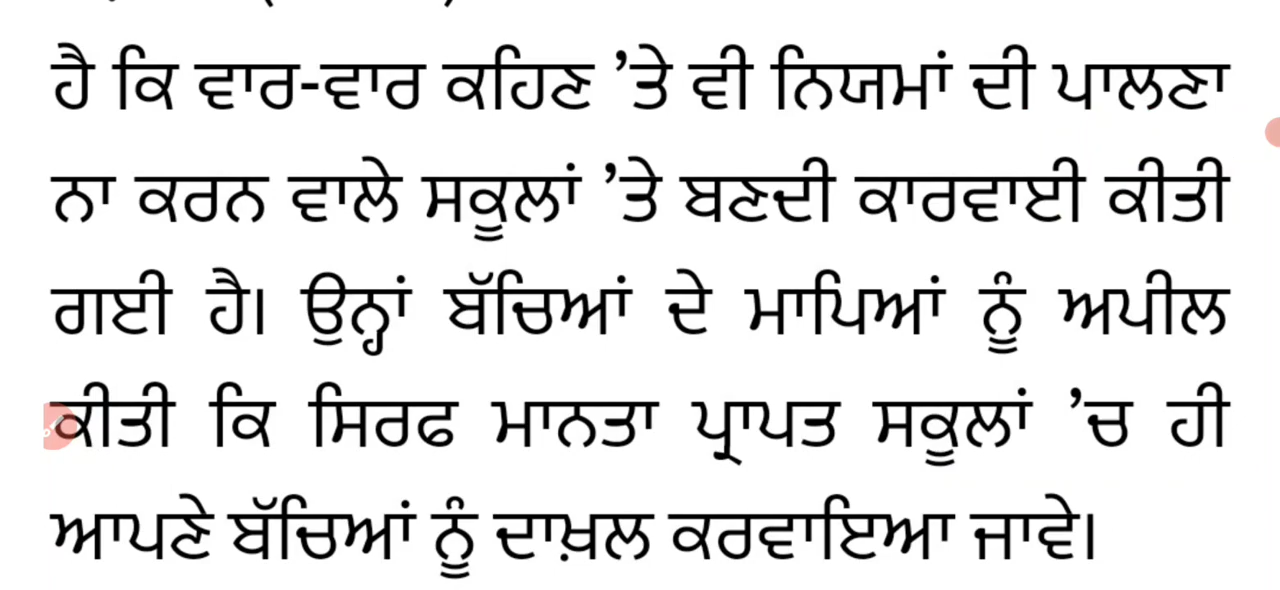 ਹੈ ਕਿ ਵਾਰ-ਵਾਰ ਕਹਿਣ ’ਤੇ ਵੀ ਨਿਯਮਾਂ ਦੀ ਪਾਲਣਾ
ਨਾ ਕਰਨ ਵਾਲੇ ਸਕੂਲਾਂ ’ਤੇ ਬਣਦੀ ਕਾਰਵਾਈ ਕੀਤੀ
ਗਈ ਹੈ। ਉਨ੍ਹਾਂ ਬੱਚਿਆਂ ਦੇ ਮਾਪਿਆਂ ਨੂੰ ਅਪੀਲ
ਕੀਤੀ ਕਿ ਸਿਰਫ ਮਾਨਤਾ ਪ੍ਰਾਪਤ ਸਕੂਲਾਂ ’ਚ ਹੀ
ਆਪਣੇ ਬੱਚਿਆਂ ਨੂੰ ਦਾਖ਼ਲ ਕਰਵਾਇਆ ਜਾਵੇ।